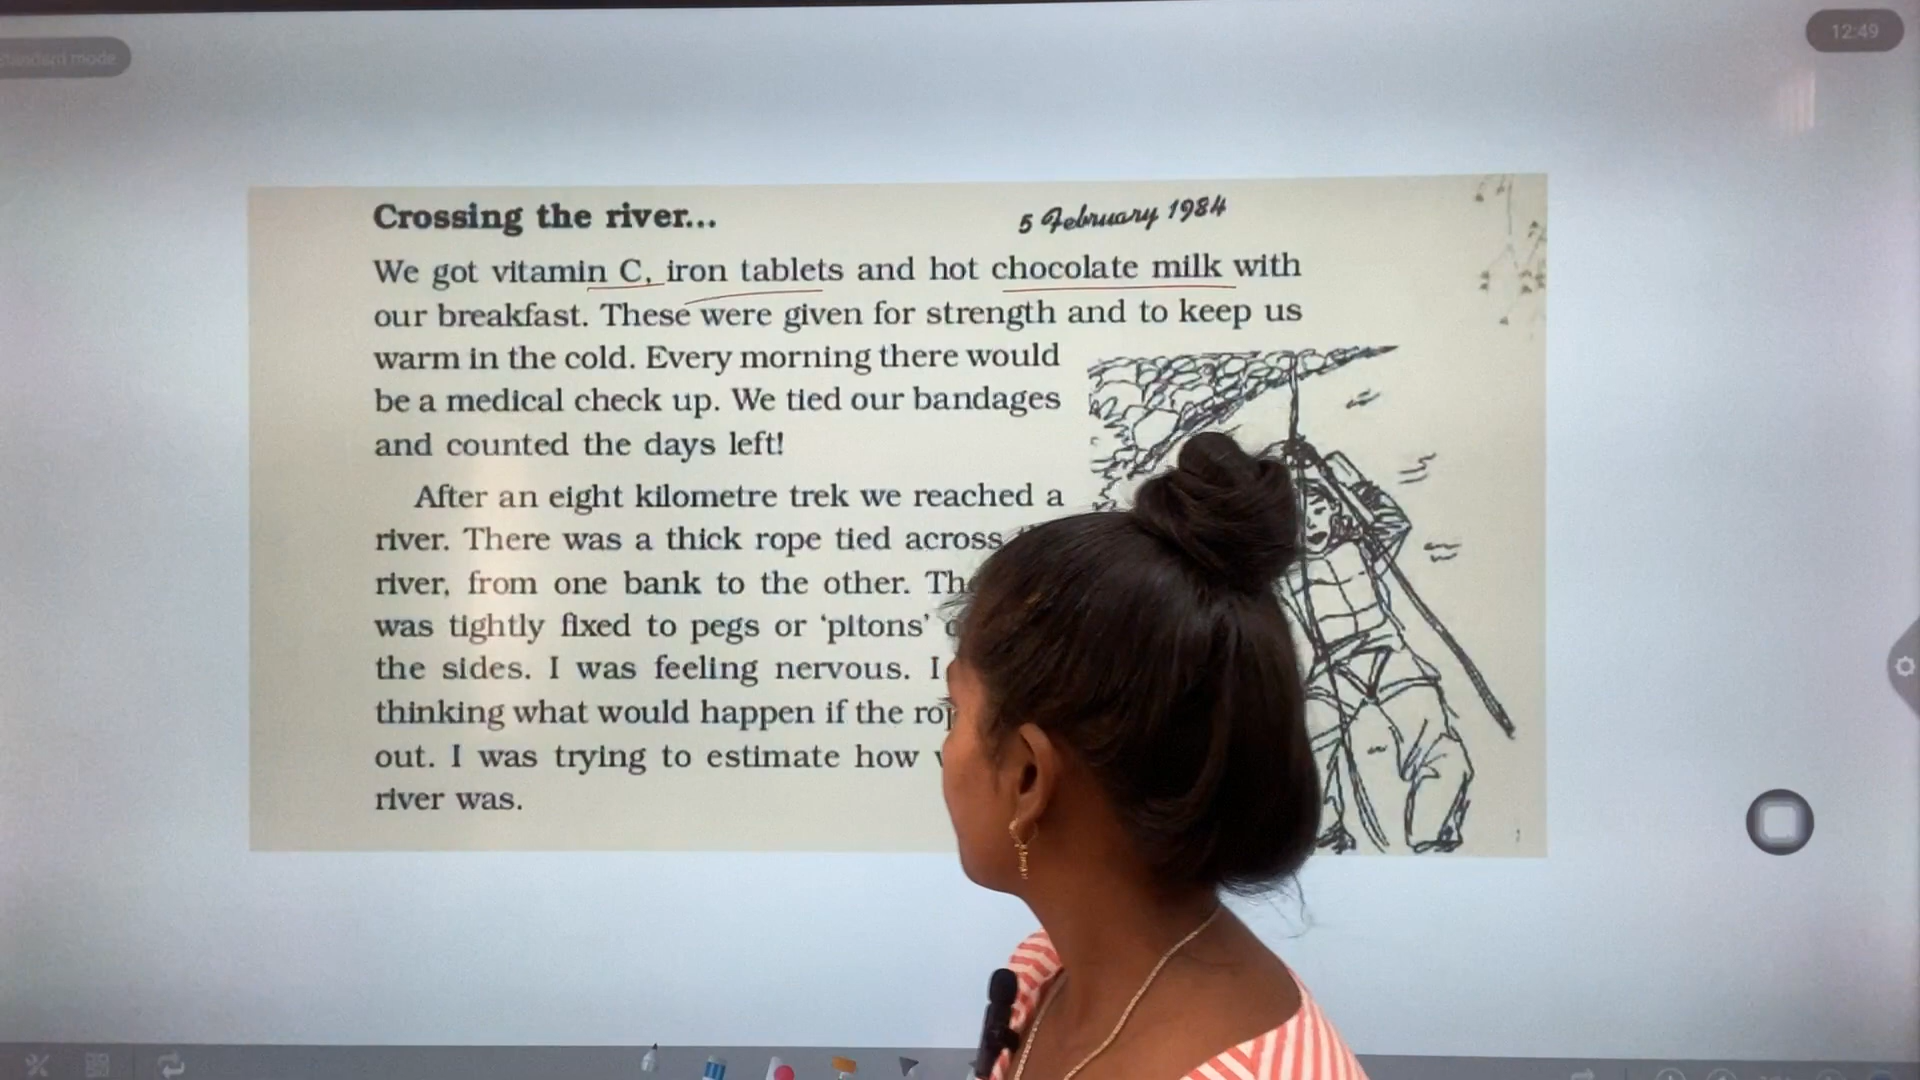 Standard mode
12:49
Crossing the river...
5 February 1984
We got vitamin C, iron tablets and hot chocolate milk with
our breakfast. These were given for strength and to keep us
warm in the cold. Every morning there would
be a medical check up. We tied our bandages
and counted the days left!
After an eight kilometre trek we reached a
river. There was a thick rope tied across
river, from one bank to the other.
was tightly fixed to pegs or ‘pitons’
the sides. I was feeling nervous. I
thinking what would happen if the
out. I was trying to estimate how
river was.